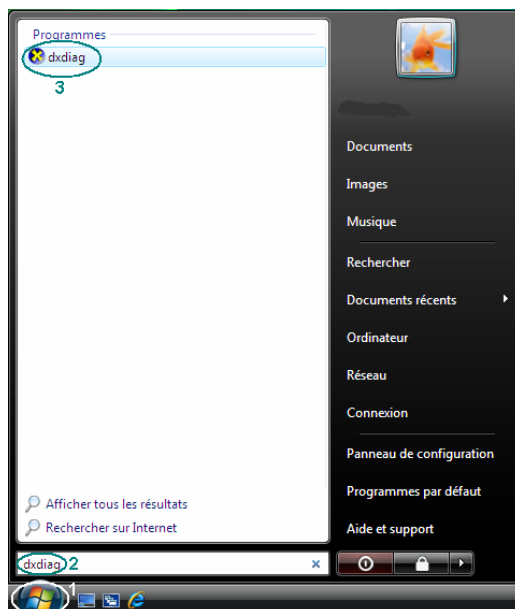 Programmes
dxdiag
3
Documents
Images
Musique
Rechercher
Documents récents
Ordinateur
Réseau
Connexion
Panneau de configuration
Programmes par défaut
Aide et support
Afficher tous les résultats
Rechercher sur Internet
dxdiag 2
1